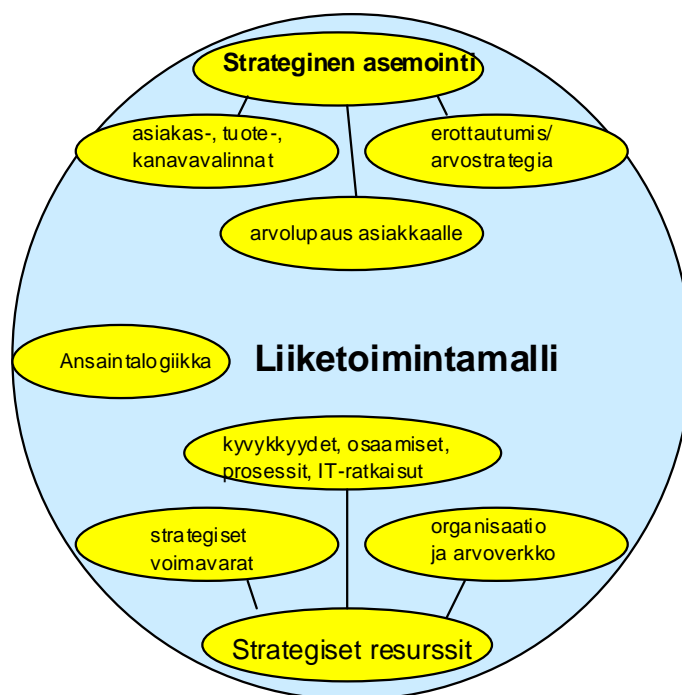 Strateginen asemointi
asiakas-, tuote-,
kanavavalinnat
erottautumis/
arvostrategia
arvolupaus asiakkaalle
Ansaintalogiikka
Liiketoimintamalli
kyvykkyydet, osaamiset,
prosessit, IT-ratkaisut
strategiset
voimavarat
organisaatio
ja arvoverkko
Strategiset resurssit